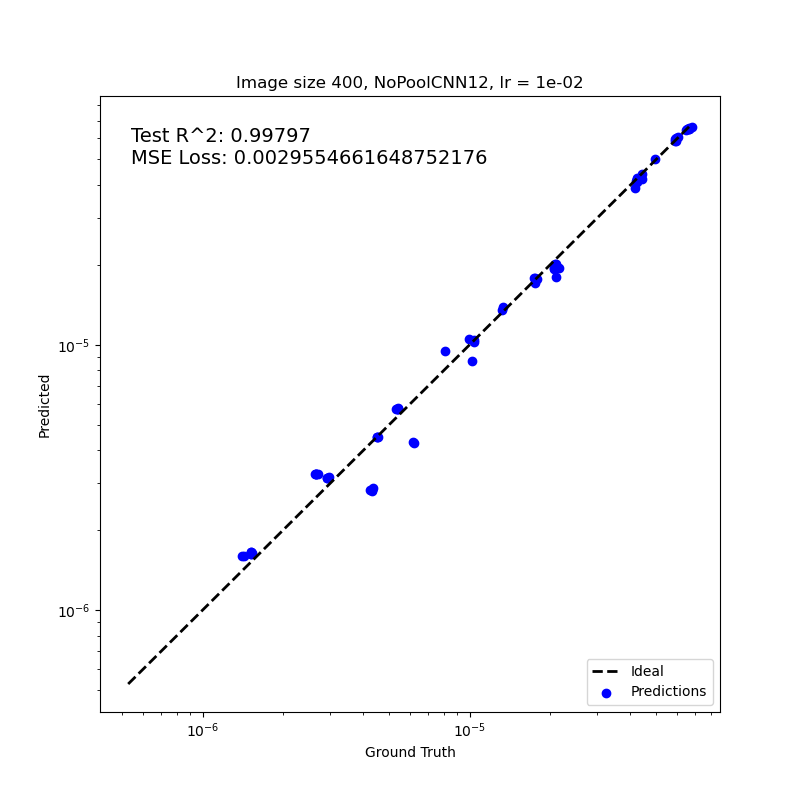 Image size 400, NoPoolCNN12, lr = 1e-02
Test R^2: 0.99797
MSE Loss: 0.0029554661648752176
10⁻⁵
10⁻⁶
Predicted
10⁻⁶
10⁻⁵
Ground Truth
Ideal
Predictions